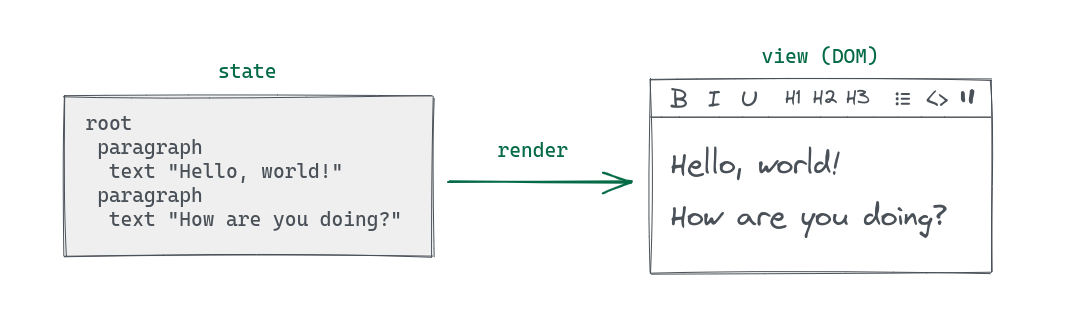 state
root
paragraph
text "Hello, world!"
paragraph
text "How are you doing?"
render
view (DOM)
B I U H1 H2 H3 <> "
Hello, world!
How are you doing?